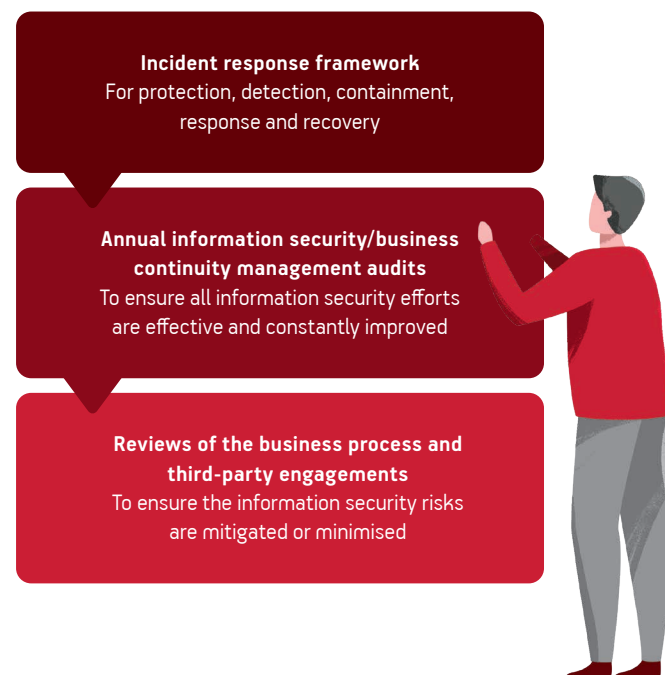 Incident response framework
For protection, detection, containment,
response and recovery
Annual information security/business
continuity management audits
To ensure all information security efforts
are effective and constantly improved
Reviews of the business process and
third-party engagements
To ensure the information security risks
are mitigated or minimised